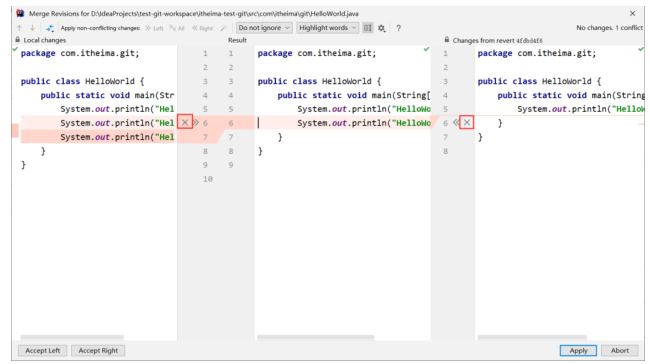 Merge Revisions for D:\IdeaProjects\test-git-workspace\itheima-test-git\src\com\itheima\git\HelloWorld.java
Apply non-conflicting changes: Left All Right Do not ignore Highlight words ? No changes. 1 conflict
Local changes Result Changes from revert 4fdbd4f6
package com.itheima.git; 1 1 package com.itheima.git; 1 package com.itheima.git;
2 2 2
public class HelloWorld { 3 3 public class HelloWorld { 3 public class HelloWorld {
public static void main(Str 4 4 public static void main(String[ 4 public static void main(String
System.out.println("Hel 5 5 System.out.println("HelloWo 5 System.out.println("HelloW
System.out.println("Hel × » 6 6 System.out.println("HelloWo 6 « × }
System.out.println("Hel 7 7 } 7 }
} 8 8 } 8
} 9 9
10
Accept Left Accept Right Apply Abort